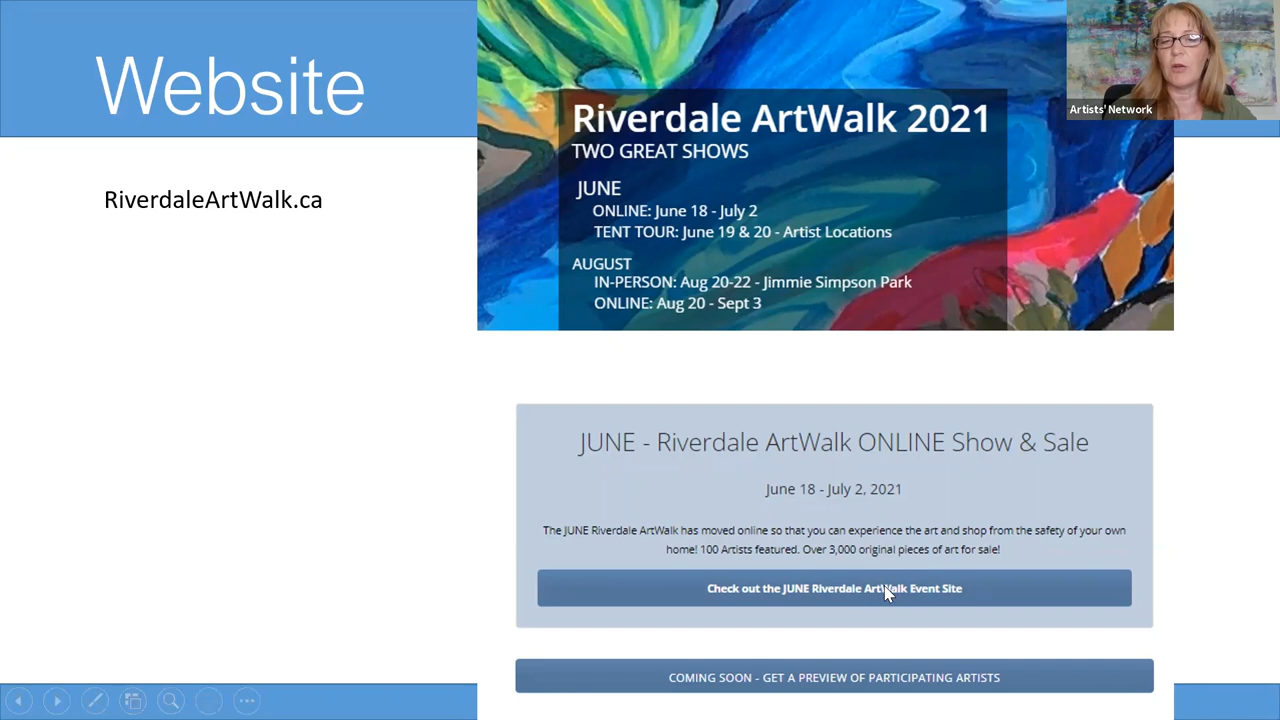 Website
RiverdaleArtWalk.ca
Riverdale ArtWalk 2021
TWO GREAT SHOWS
JUNE
ONLINE: June 18 - July 2
TENT TOUR: June 19 & 20 - Artist Locations
AUGUST
IN-PERSON: Aug 20-22 - Jimmie Simpson Park
ONLINE: Aug 20 - Sept 3
Artists' Network
JUNE - Riverdale ArtWalk ONLINE Show & Sale
June 18 - July 2, 2021
The JUNE Riverdale ArtWalk has moved online so that you can experience the art and shop from the safety of your own
home! 100 Artists featured. Over 3,000 original pieces of art for sale!
Check out the JUNE Riverdale ArtWalk Event Site
COMING SOON - GET A PREVIEW OF PARTICIPATING ARTISTS